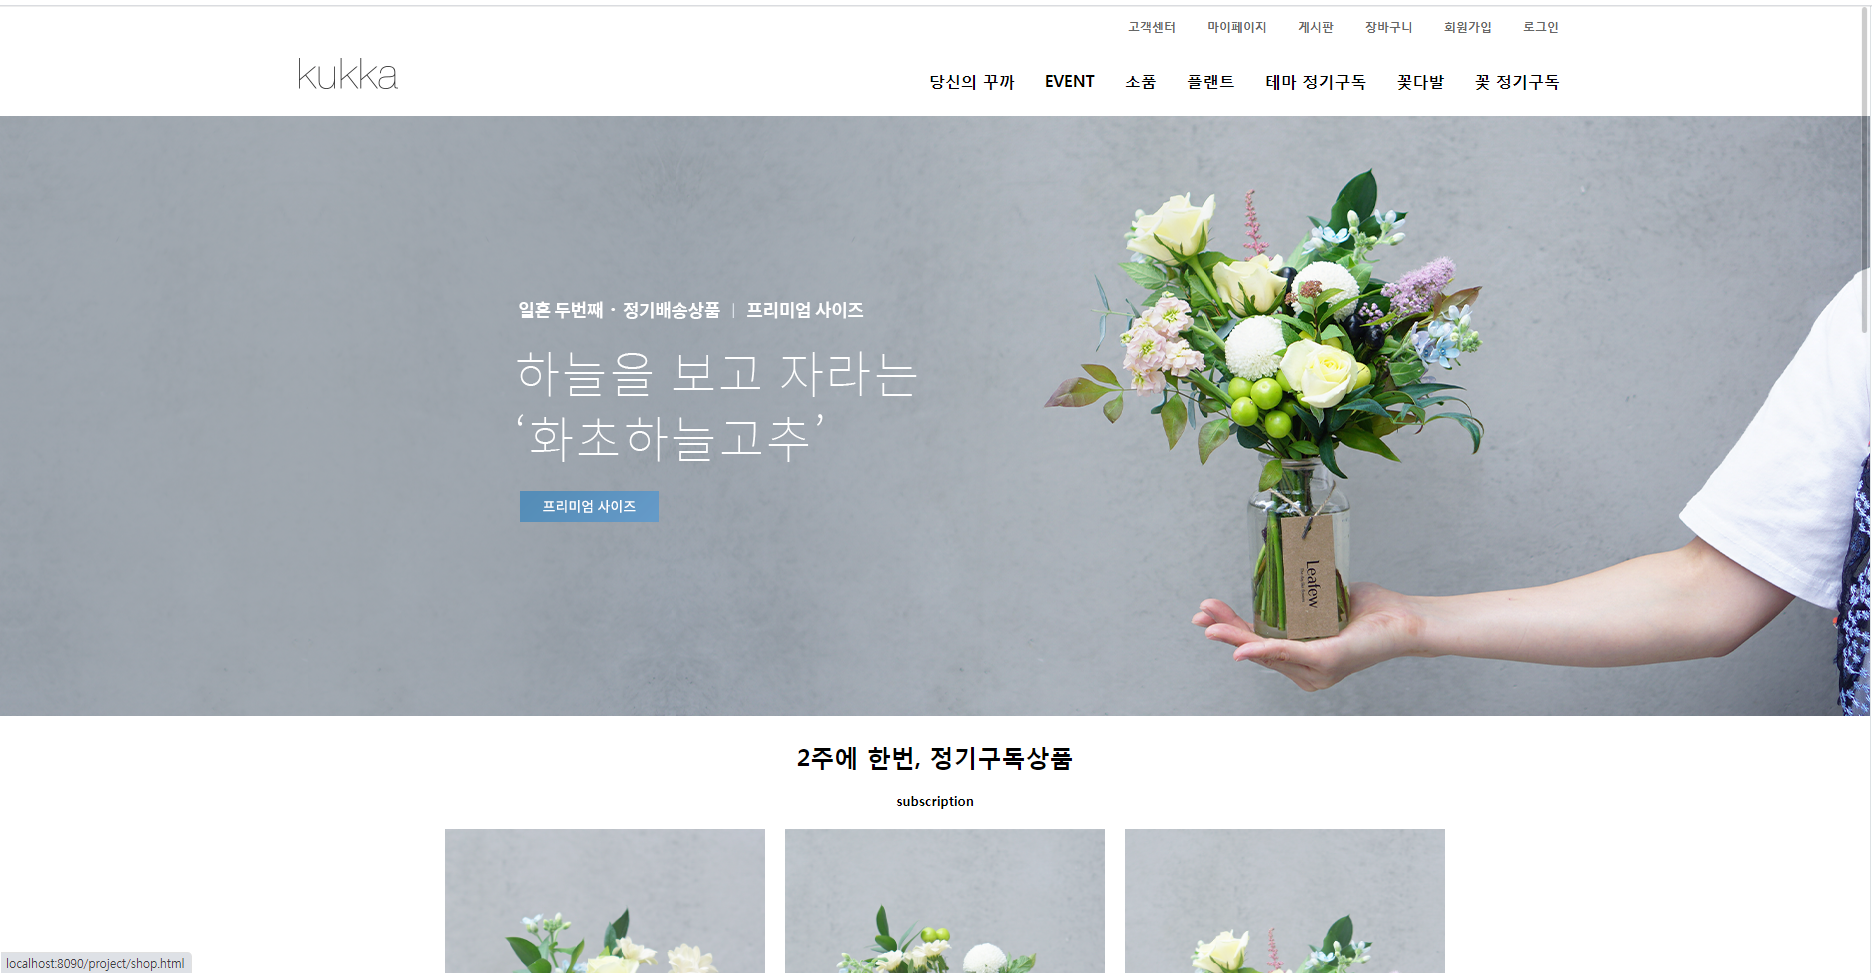 고객센터 마이페이지 게시판 장바구니 회원가입 로그인
kukka
당신의 꾸까 EVENT 소품 플랜트 테마 정기구독 꽃다발 꽃 정기구독
일흔 두번째 · 정기배송상품 | 프리미엄 사이즈
하늘을 보고 자라는
‘화초하늘고추’
프리미엄 사이즈
Leafew
2주에 한번, 정기구독상품
subscription
localhost:8090/project/shop.html